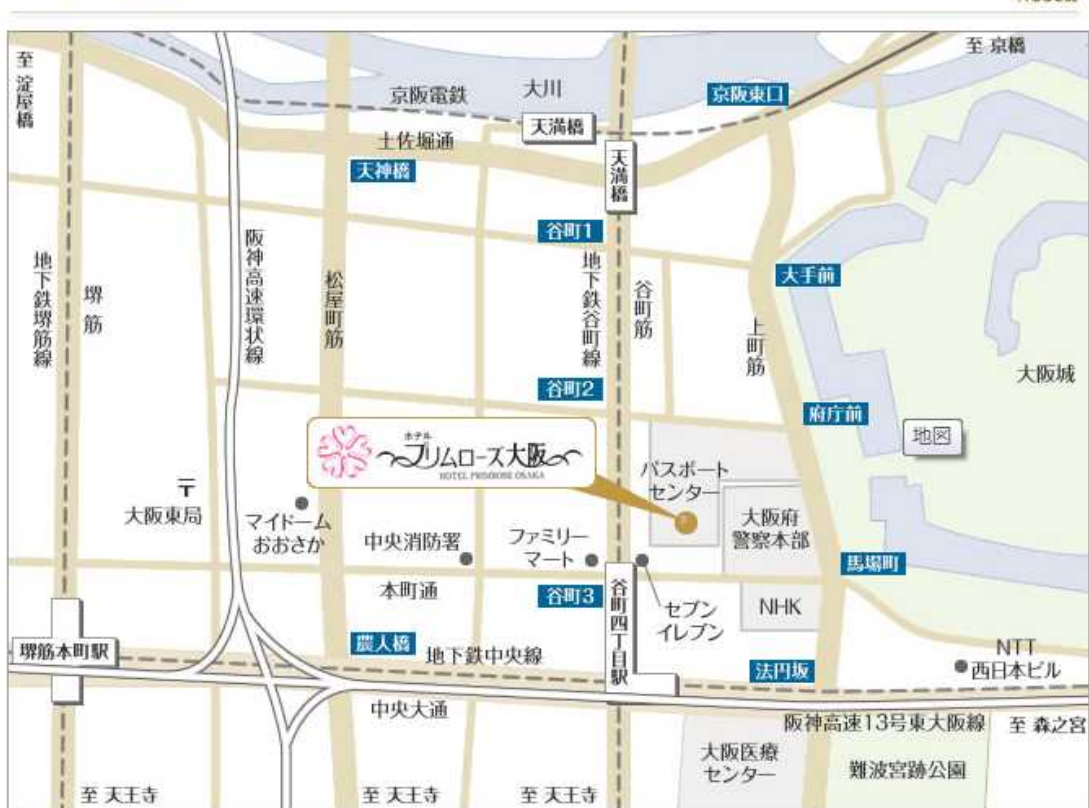 至 京橋
至 淀屋橋
京阪電鉄
大川
京阪東口
天満橋
土佐堀通
天神橋
天満橋
谷町1
地下鉄堺筋線
堺筋
阪神高速環状線
松屋町筋
地下鉄谷町線
谷町筋
大手前
上町筋
大阪城
谷町2
府庁前
地図
ホテル
プリムローズ大阪
HOTEL PRIMROSE OSAKA
パスポート
センター
〒
大阪東局
マイドーム
おおさか
中央消防署
ファミリー
マート
大阪府
警察本部
馬場町
本町通
谷町3
谷町四丁目駅
セブン
イレブン
NHK
堺筋本町駅
農人橋
地下鉄中央線
法円坂
NTT
西日本ビル
中央大通
阪神高速13号東大阪線
至 森之宮
大阪医療
センター
難波宮跡公園
至 天王寺
至 天王寺
至 天王寺